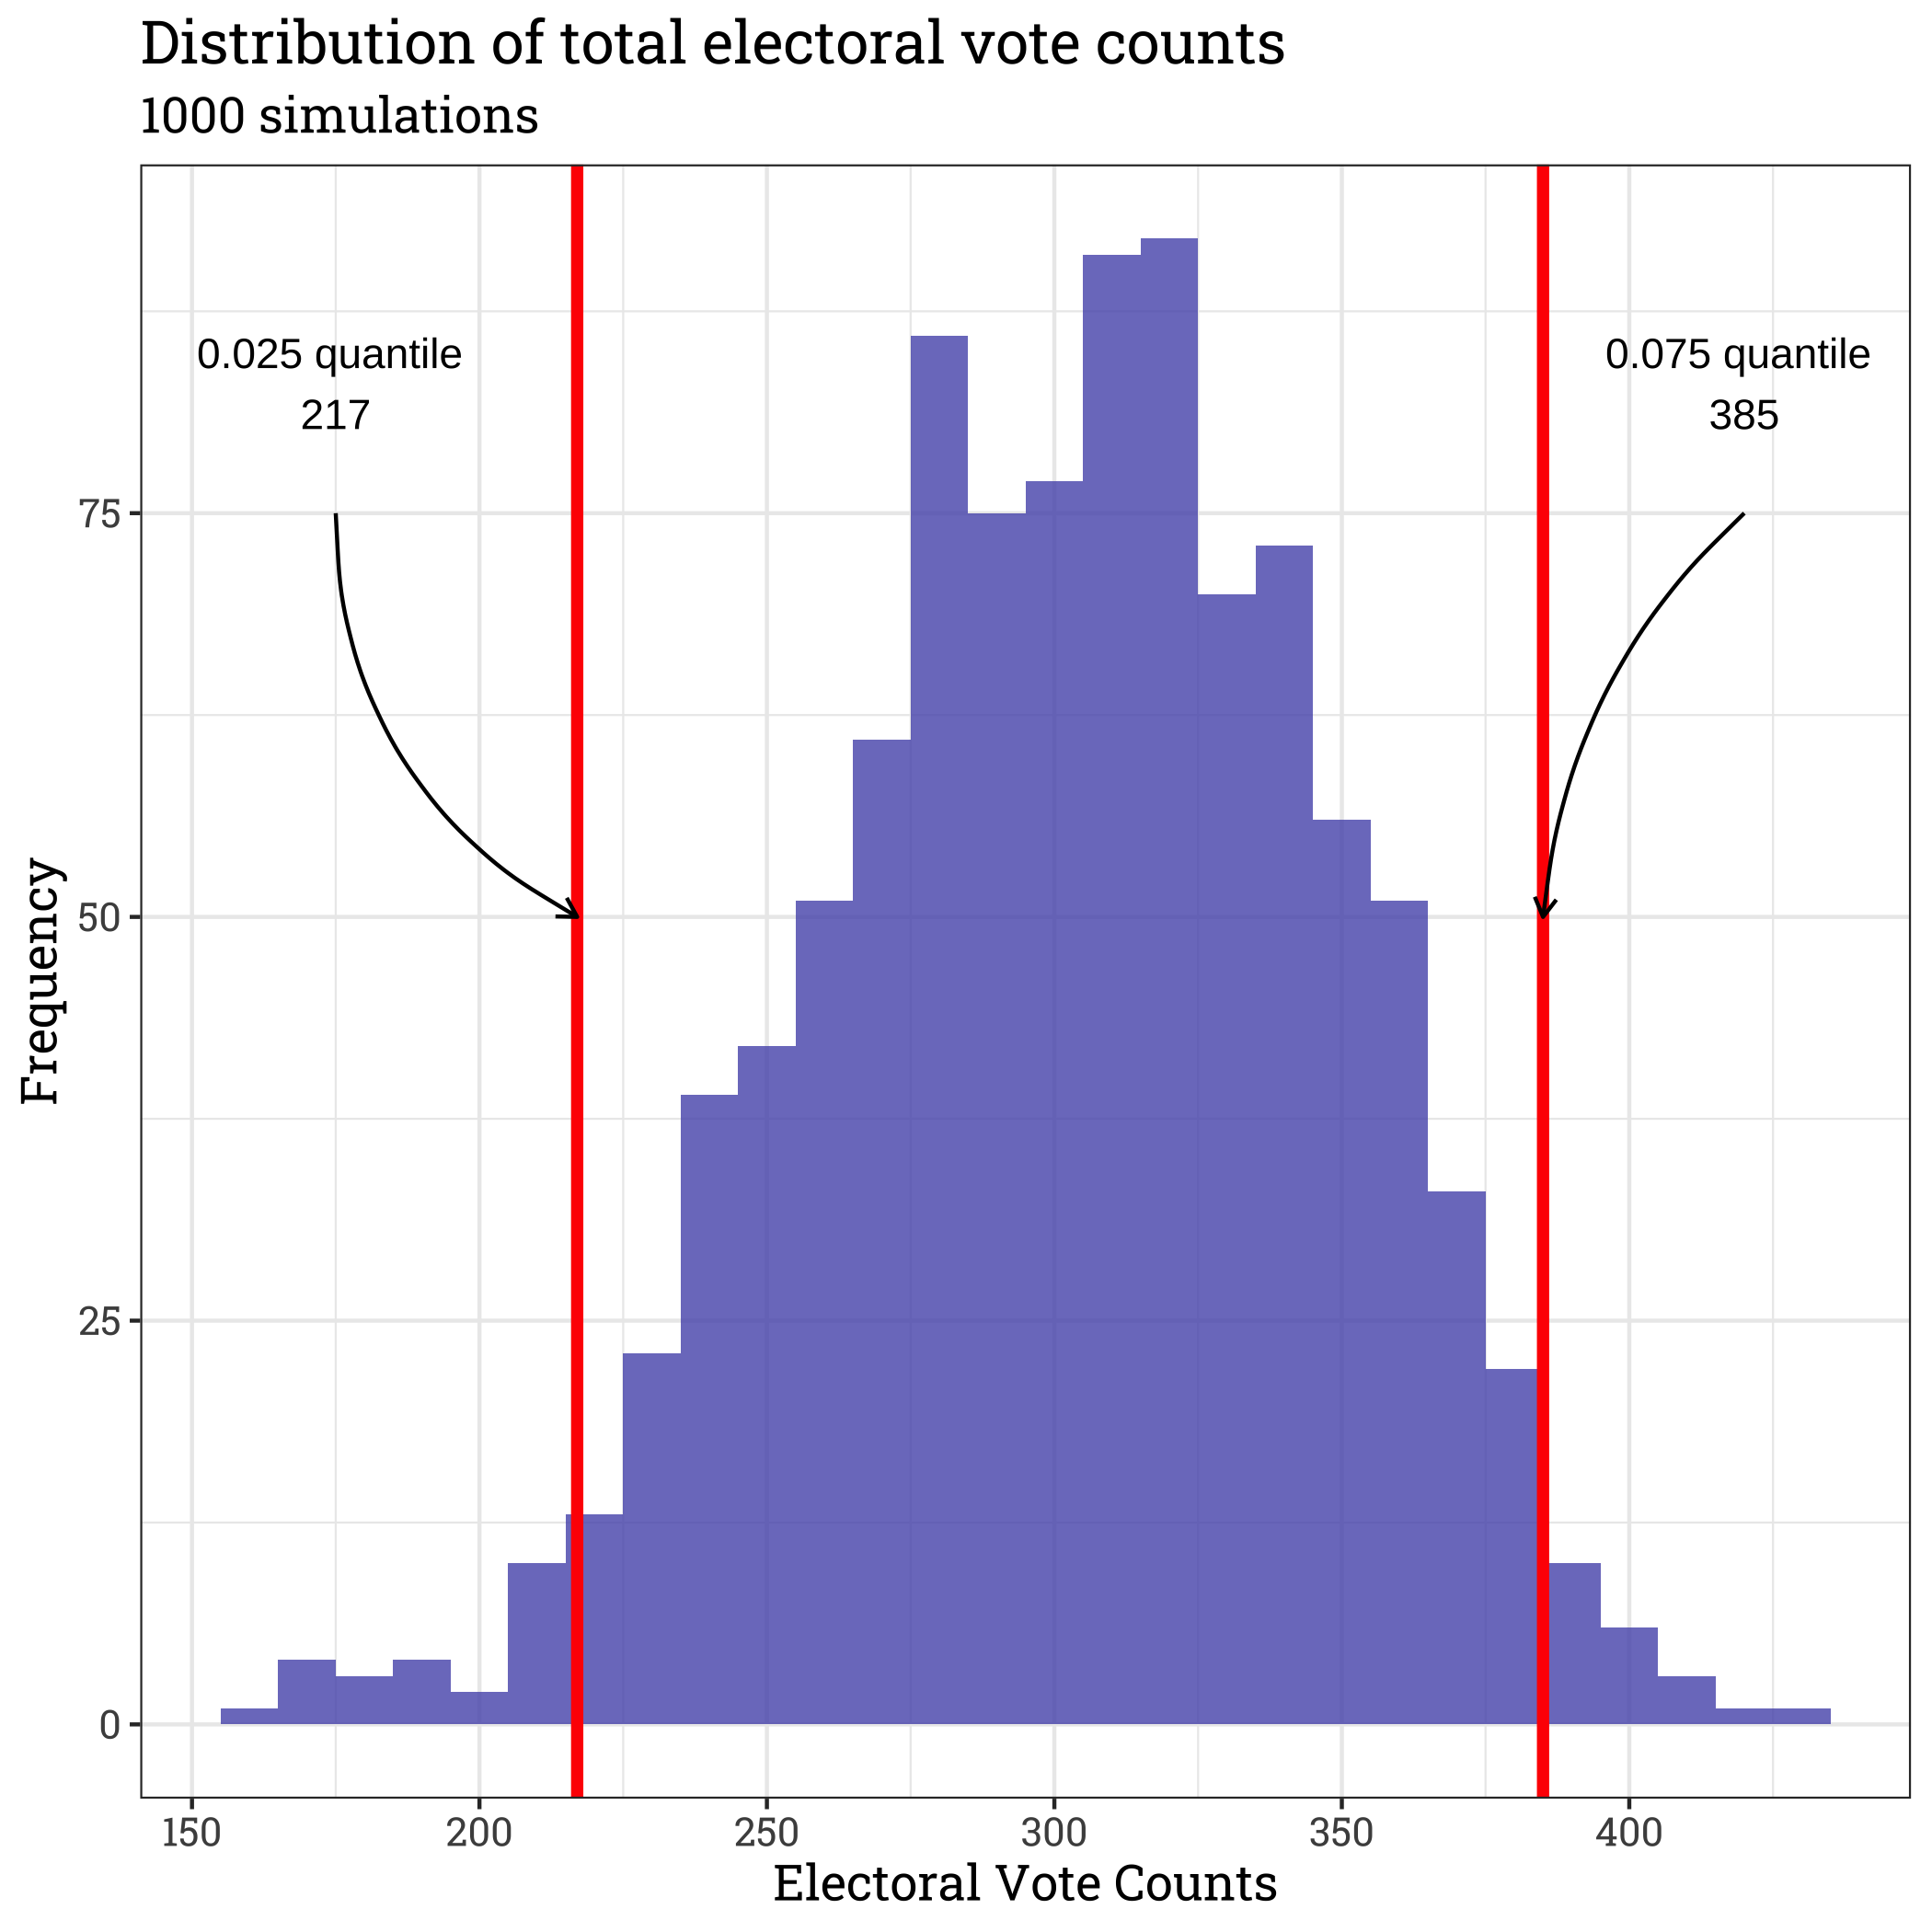 Distribution of total electoral vote counts
1000 simulations
0.025 quantile
217
0.075 quantile
385
75
50
25
0
Frequency
150 200 250 300 350 400
Electoral Vote Counts